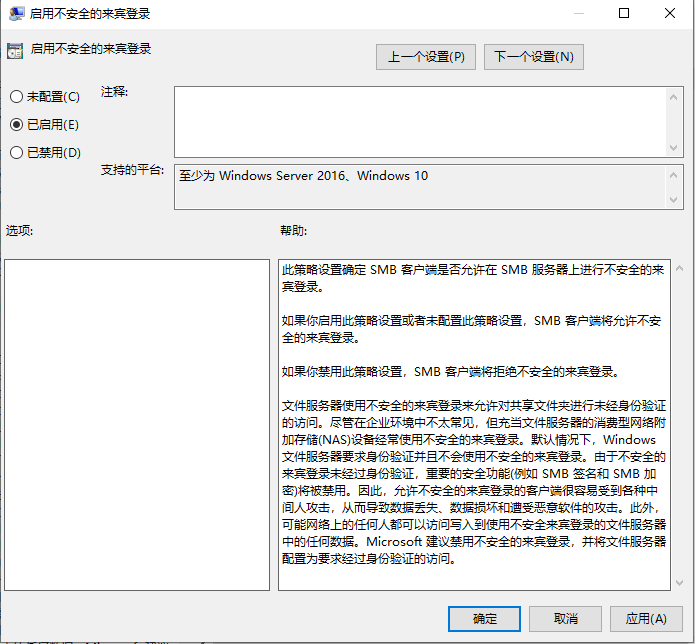 启用不安全的来宾登录
启用不安全的来宾登录
上一个设置(P)
下一个设置(N)
未配置(C)
注释:
已启用(E)
已禁用(D)
支持的平台:
至少为 Windows Server 2016、Windows 10
选项:
帮助:
此策略设置确定 SMB 客户端是否允许在 SMB 服务器上进行不安全的来
宾登录。
如果你启用此策略设置或者未配置此策略设置，SMB 客户端将允许不安
全的来宾登录。
如果你禁用此策略设置，SMB 客户端将拒绝不安全的来宾登录。
文件服务器使用不安全的来宾登录来允许对共享文件夹进行未经身份验证
的访问。尽管在企业环境中不太常见，但充当文件服务器的消费型网络附
加存储(NAS)设备经常使用不安全的来宾登录。默认情况下，Windows
文件服务器要求身份验证并且不会使用不安全的来宾登录。由于不安全的
来宾登录未经过身份验证，重要的安全功能(例如 SMB 签名和 SMB 加
密)将被禁用。因此，允许不安全的来宾登录的客户端很容易受到各种中
间人攻击，从而导致数据丢失、数据损坏和遭受恶意软件的攻击。此外，
可能网络上的任何人都可以访问写入到使用不安全来宾登录的文件服务器
中的任何数据。Microsoft 建议禁用不安全的来宾登录，并将文件服务器
配置为要求经过身份验证的访问。
确定
取消
应用(A)